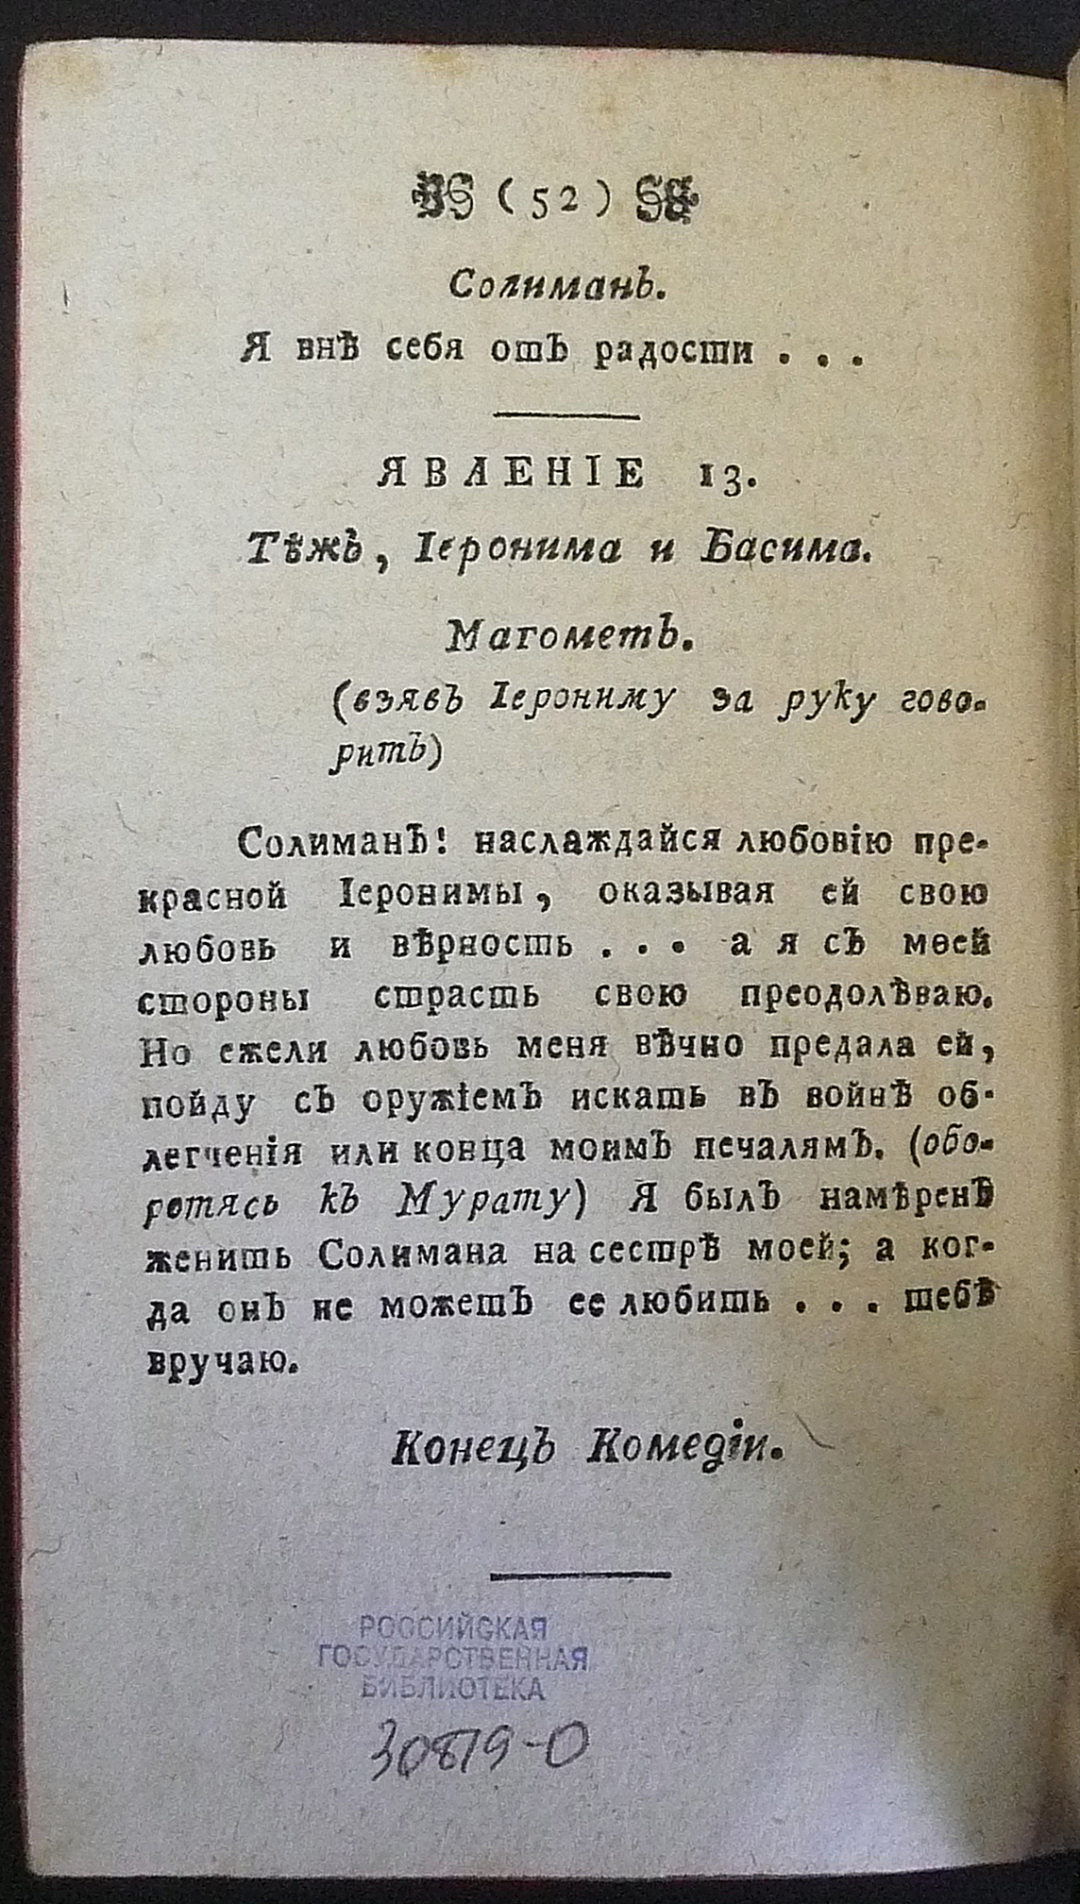 ( 52 )
Солиманъ.
Я внѣ себя отъ радости . . .
ЯВЛЕНІЕ 13.
Тѣжъ, Іеронима и Басима.
Магометъ.
(взявъ Іерониму за руку гово-
ритъ)
Солиманъ! наслаждайся любовію пре-
красной Іеронимы, оказывая ей свою
любовь и вѣрность . . . а я съ моей
стороны страсть свою преодолѣваю.
Но ежели любовь меня вѣчно предала ей,
пойду съ оружіемъ искать въ войнѣ об-
легченія или конца моимъ печалямъ. (обо-
ротясь къ Мурату) Я былъ намѣренъ
женить Солимана на сестрѣ моей; а ког-
да онъ не можетъ ее любить . . . тебѣ
вручаю.
Конецъ Комедіи.
РОССИЙСКАЯ
ГОСУДАРСТВЕННАЯ
БИБЛИОТЕКА
30819-0